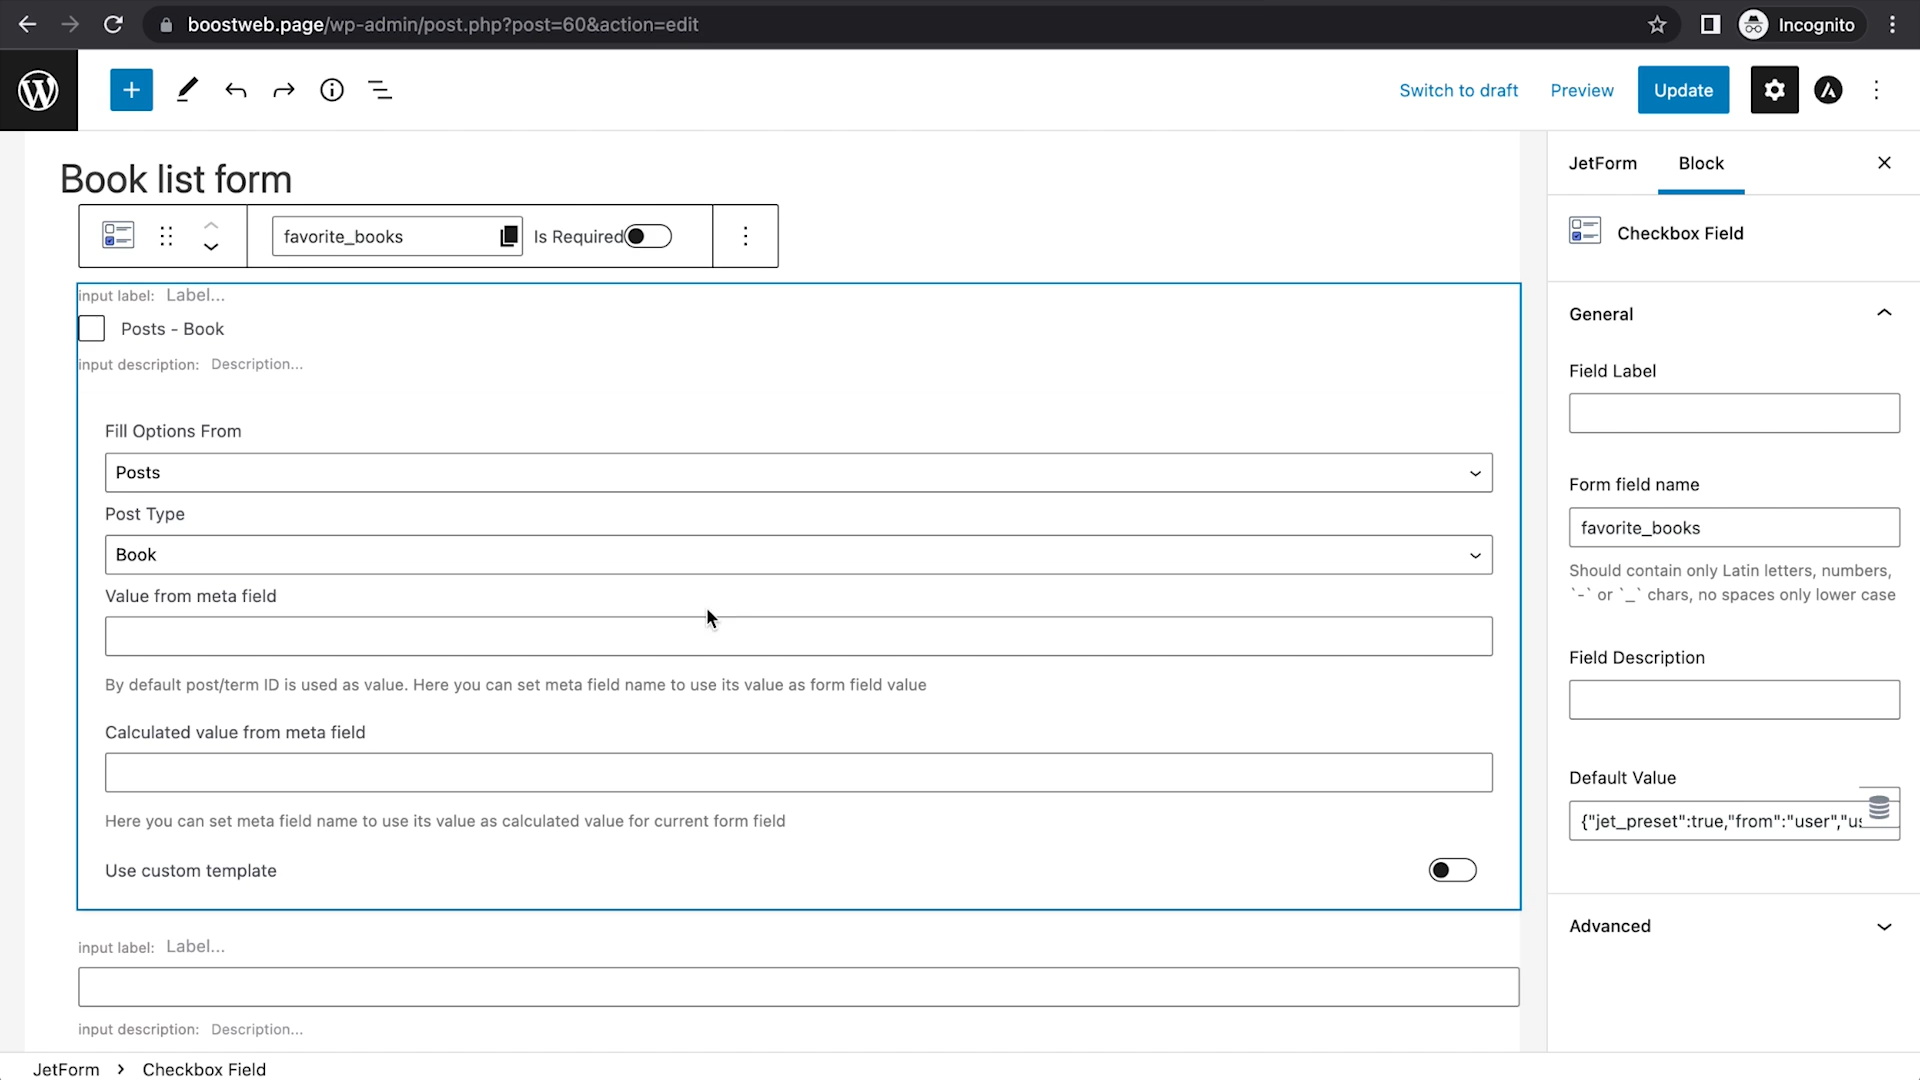 boostweb.page/wp-admin/post.php?post=60&action=edit
Incognito
Switch to draft
Preview
Update
Book list form
favorite_books
Is Required
input label: Label...
Posts - Book
input description: Description...
Fill Options From
Posts
Post Type
Book
Value from meta field
By default post/term ID is used as value. Here you can set meta field name to use its value as form field value
Calculated value from meta field
Here you can set meta field name to use its value as calculated value for current form field
Use custom template
input label: Label...
input description: Description...
JetForm
Block
Checkbox Field
General
Field Label
Form field name
favorite_books
Should contain only Latin letters, numbers,
`-` or `_` chars, no spaces only lower case
Field Description
Default Value
{"jet_preset":true,"from":"user","us
Advanced
JetForm › Checkbox Field